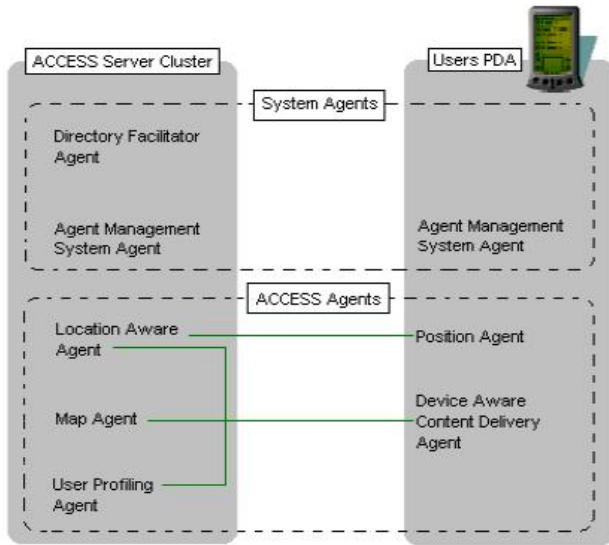 ACCESS Server Cluster
Users PDA
System Agents
Directory Facilitator
Agent
Agent Management
System Agent
Agent Management
System Agent
ACCESS Agents
Location Aware
Agent
Position Agent
Map Agent
Device Aware
Content Delivery
Agent
User Profiling
Agent